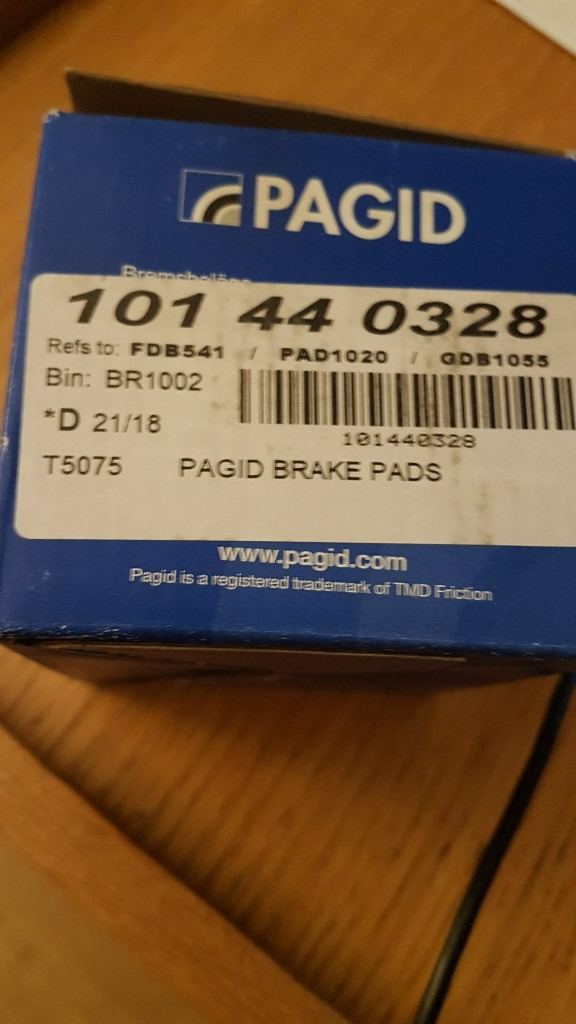 PAGID
Bremsbeläge
101 44 0328
Refs to: FDB541 / PAD1020 / GDB1055
Bin: BR1002
*D 21/18
101440328
T5075 PAGID BRAKE PADS
www.pagid.com
Pagid is a registered trademark of TMD Friction